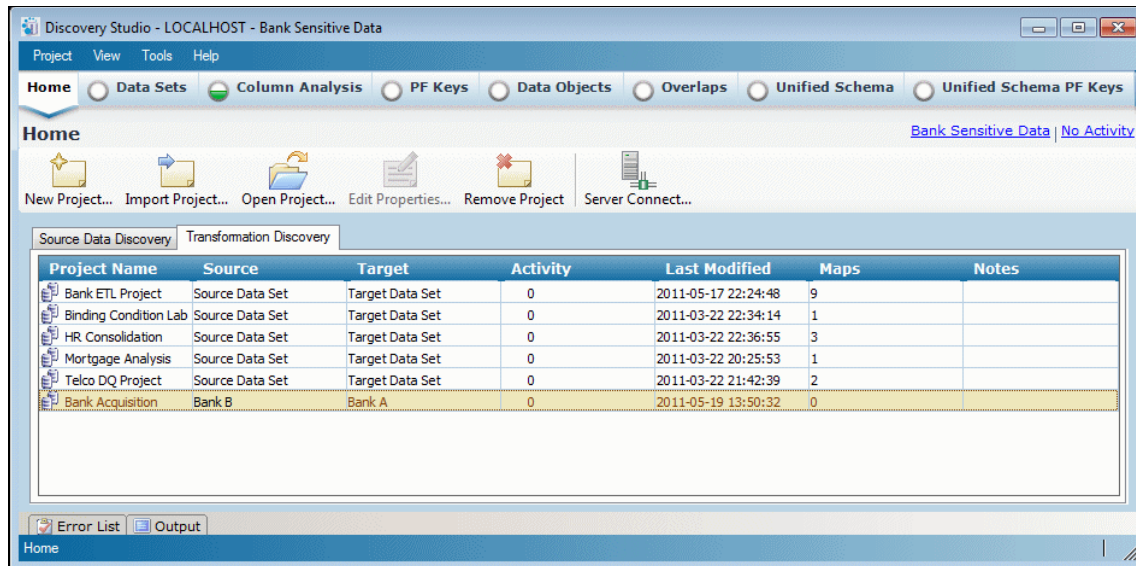 Discovery Studio - LOCALHOST - Bank Sensitive Data
Project View Tools Help
Home Data Sets Column Analysis PF Keys Data Objects Overlaps Unified Schema Unified Schema PF Keys
Home Bank Sensitive Data | No Activity
New Project... Import Project... Open Project... Edit Properties... Remove Project Server Connect...
Source Data Discovery Transformation Discovery
Project Name Source Target Activity Last Modified Maps Notes
Bank ETL Project Source Data Set Target Data Set 0 2011-05-17 22:24:48 9
Binding Condition Lab Source Data Set Target Data Set 0 2011-03-22 22:34:14 1
HR Consolidation Source Data Set Target Data Set 0 2011-03-22 22:36:55 3
Mortgage Analysis Source Data Set Target Data Set 0 2011-03-22 20:25:53 1
Telco DQ Project Source Data Set Target Data Set 0 2011-03-22 21:42:39 2
Bank Acquisition Bank B Bank A 0 2011-05-19 13:50:32 0
Error List Output
Home